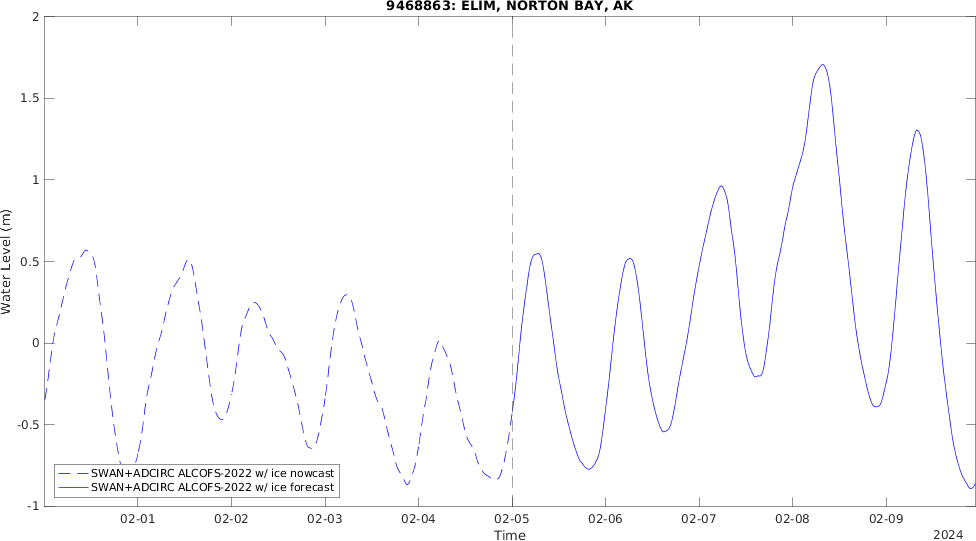 9468863: ELIM, NORTON BAY, AK
2
1.5
1
0.5
0
-0.5
-1
Water Level (m)
SWAN+ADCIRC ALCOFS-2022 w/ ice nowcast
SWAN+ADCIRC ALCOFS-2022 w/ ice forecast
02-01 02-02 02-03 02-04 02-05 02-06 02-07 02-08 02-09
Time
2024